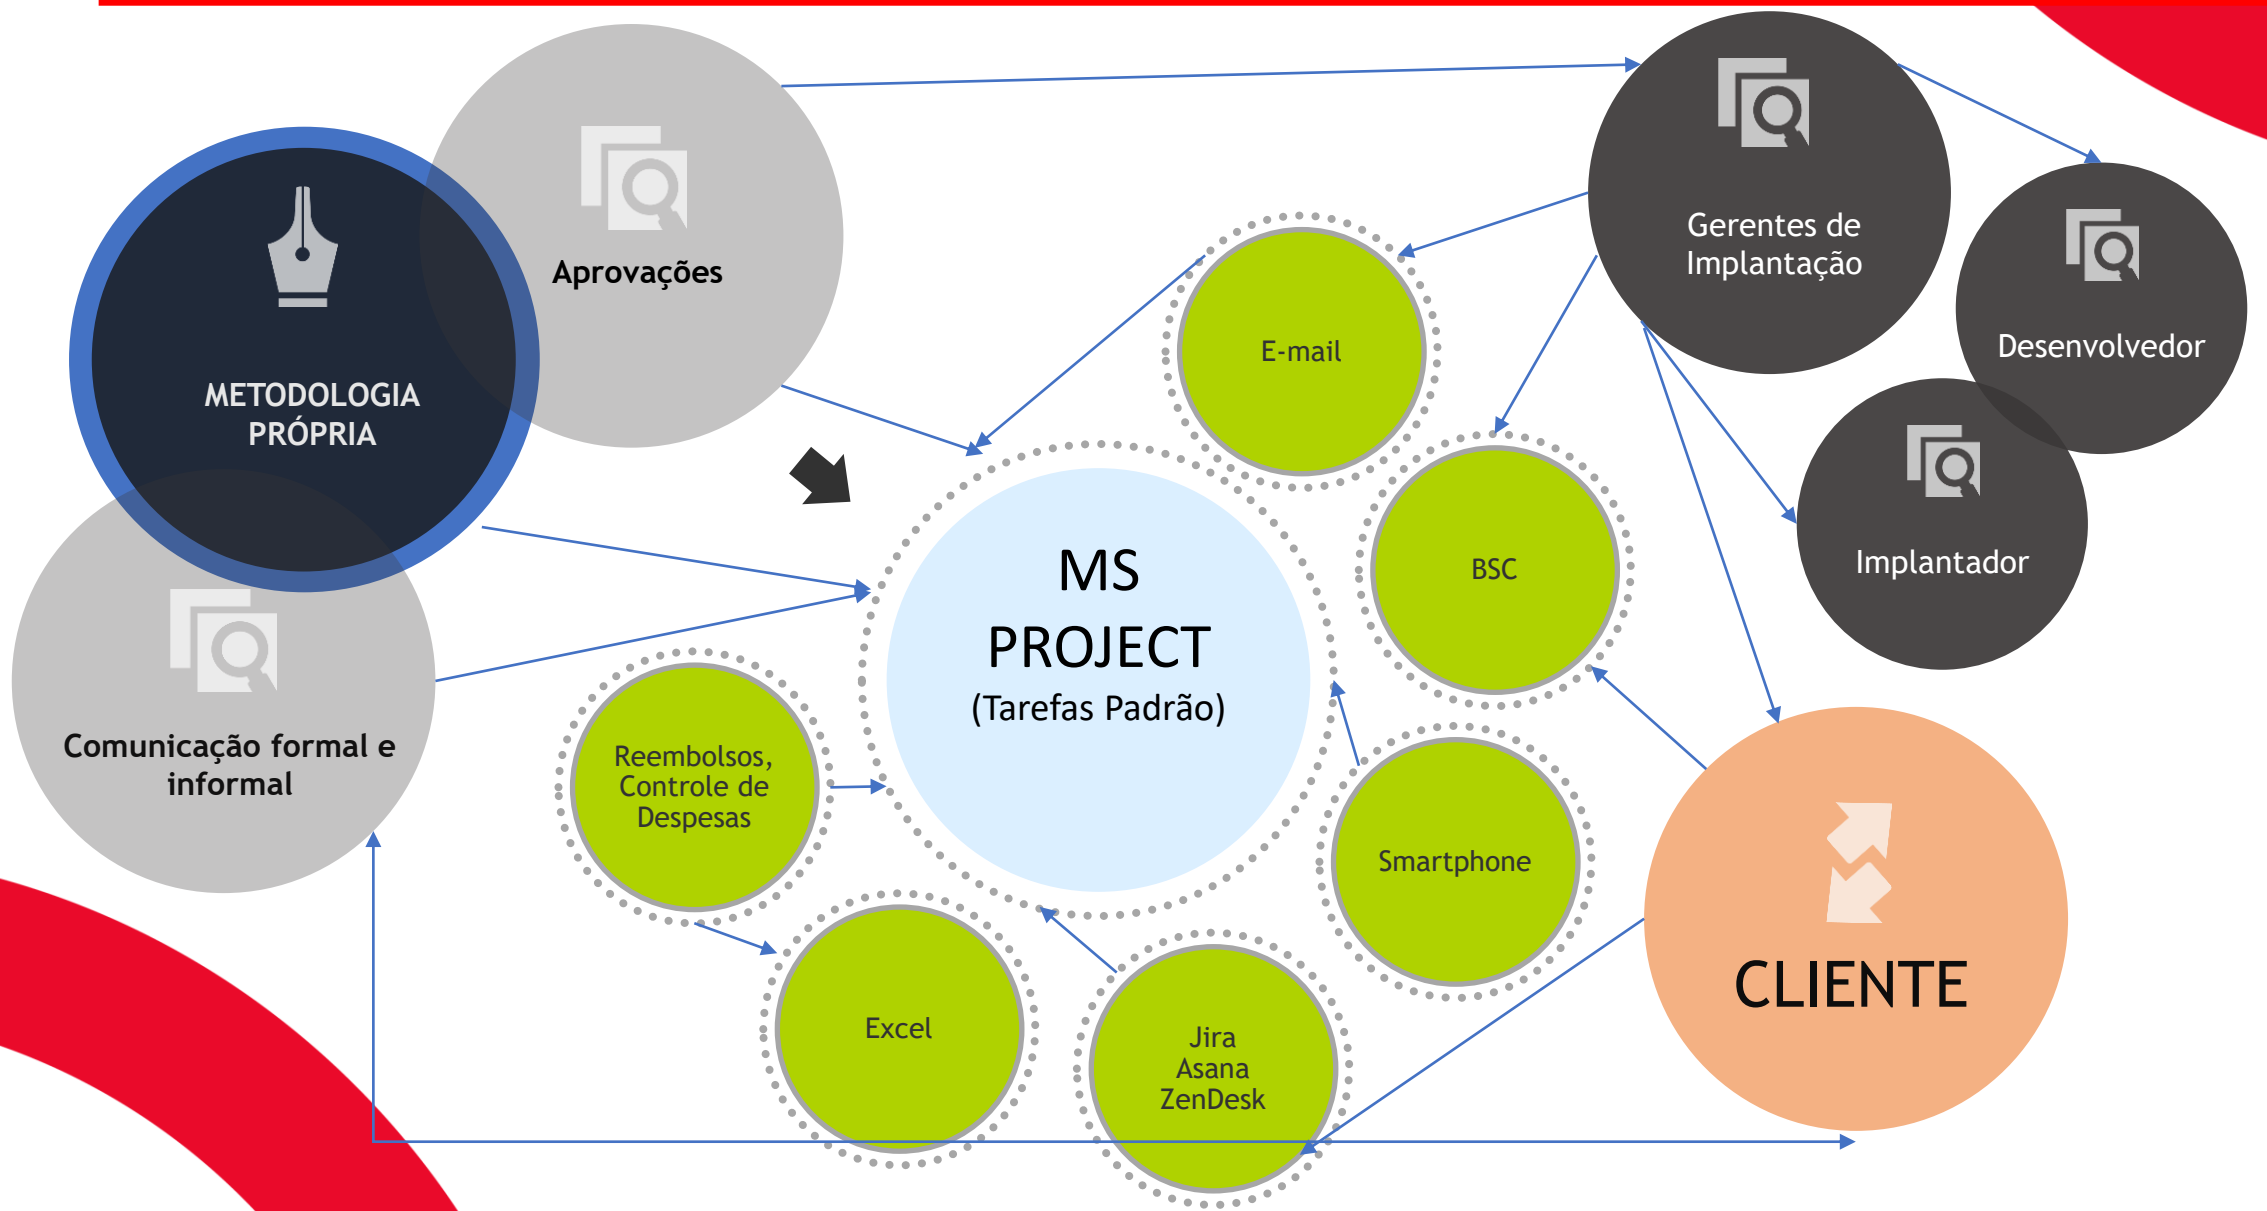 Aprovações
METODOLOGIA
PRÓPRIA
Comunicação formal e
informal
MS
PROJECT
(Tarefas Padrão)
E-mail
BSC
Smartphone
Jira
Asana
ZenDesk
Excel
Reembolsos,
Controle de
Despesas
Gerentes de
Implantação
Desenvolvedor
Implantador
CLIENTE